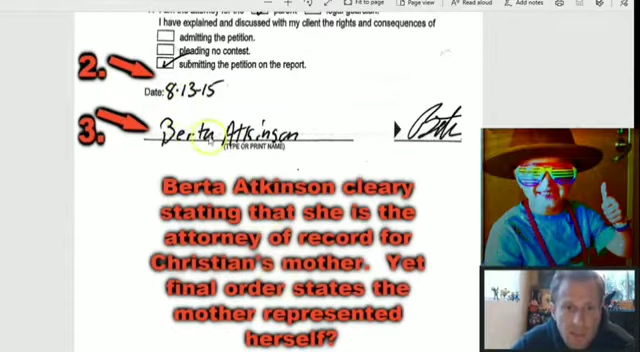 Fit to page
Page view
Read aloud
Add notes
parent
I have explained and discussed with my client the rights and consequences of
admitting the petition.
pleading no contest.
submitting the petition on the report.
2.
Date: 8-13-15
3.
Berta Atkinson
(TYPE OR PRINT NAME)
Berta Atkinson cleary
stating that she is the
attorney of record for
Christian's mother. Yet
final order states the
mother represented
herself?